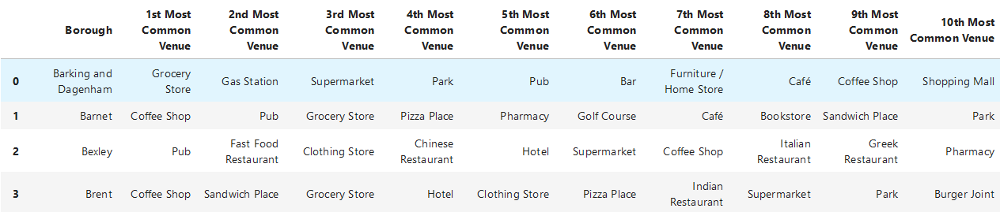 Borough 1st Most Common Venue 2nd Most Common Venue 3rd Most Common Venue 4th Most Common Venue 5th Most Common Venue 6th Most Common Venue 7th Most Common Venue 8th Most Common Venue 9th Most Common Venue 10th Most Common Venue
0 Barking and Dagenham Grocery Store Gas Station Supermarket Park Pub Bar Furniture / Home Store Café Coffee Shop Shopping Mall
1 Barnet Coffee Shop Pub Grocery Store Pizza Place Pharmacy Golf Course Café Bookstore Sandwich Place Park
2 Bexley Pub Fast Food Restaurant Clothing Store Chinese Restaurant Hotel Supermarket Coffee Shop Italian Restaurant Greek Restaurant Pharmacy
3 Brent Coffee Shop Sandwich Place Grocery Store Hotel Clothing Store Pizza Place Indian Restaurant Supermarket Park Burger Joint